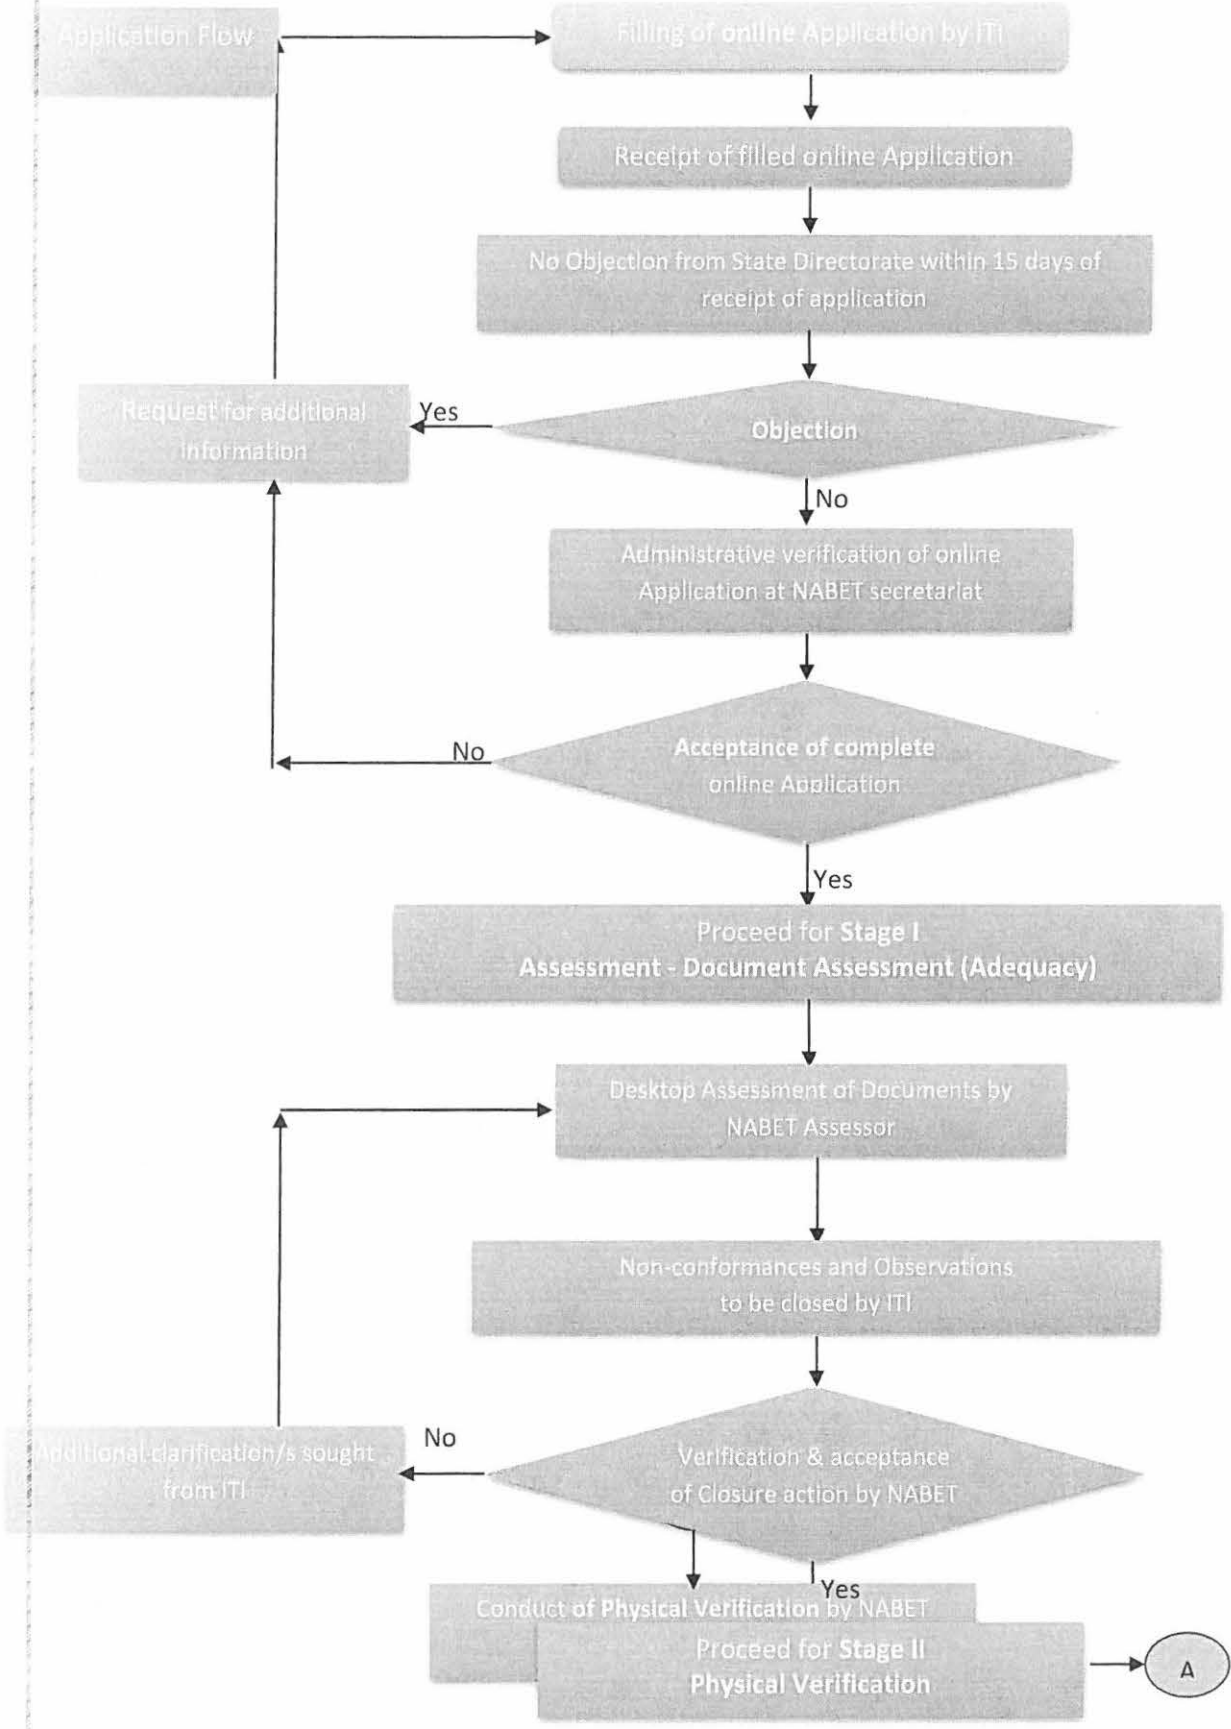 Application Flow
Filling of online Application by ITI
Receipt of filled online Application
No Objection from State Directorate within 15 days of
receipt of application
Request for additional
information
Yes
Objection
No
Administrative verification of online
Application at NABET secretariat
No
Acceptance of complete
online Application
Yes
Proceed for Stage I
Assessment - Document Assessment (Adequacy)
Desktop Assessment of Documents by
NABET Assessor
Non-conformances and Observations
to be closed by ITI
Additional clarification/s sought
from ITI
No
Verification & acceptance
of Closure action by NABET
Yes
Conduct of Physical Verification by NABET
Proceed for Stage II
Physical Verification
A